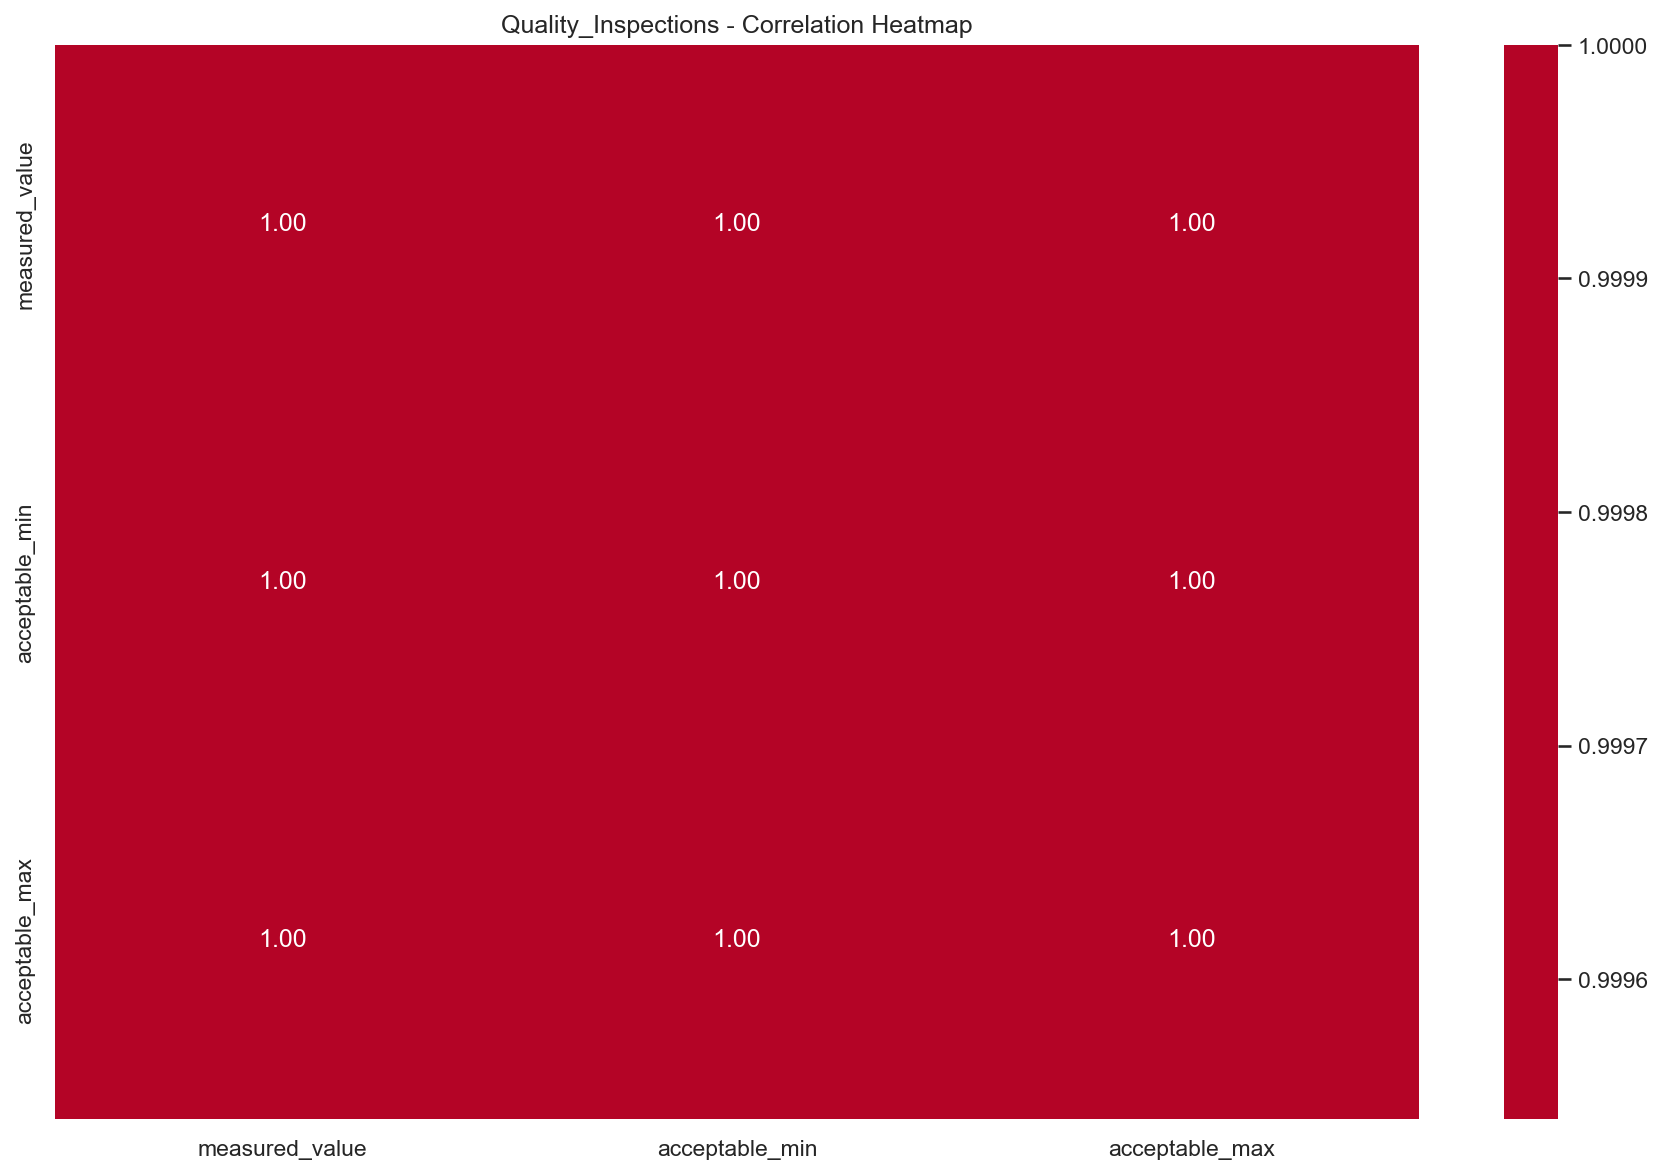 Quality_Inspections - Correlation Heatmap
measured_value
acceptable_min
acceptable_max
1.00 1.00 1.00
1.00 1.00 1.00
1.00 1.00 1.00
measured_value acceptable_min acceptable_max
1.0000
0.9999
0.9998
0.9997
0.9996